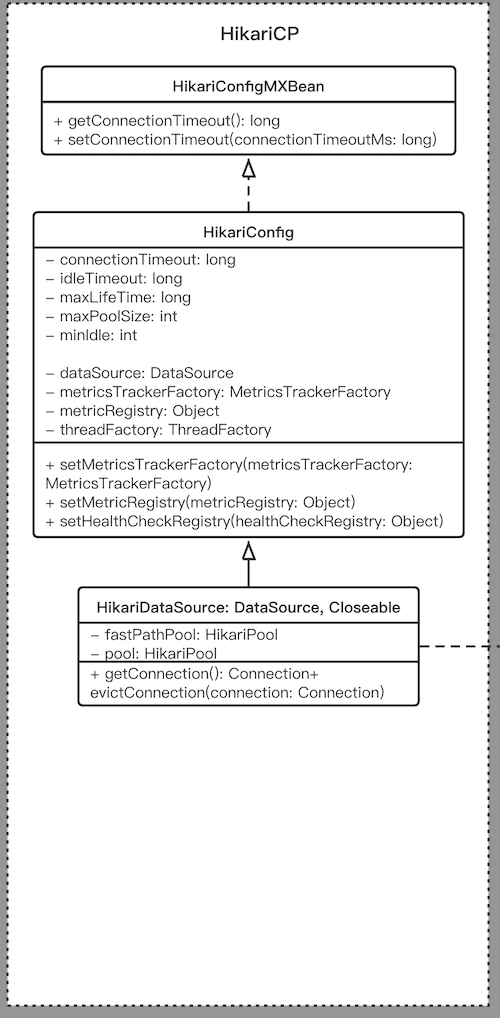 HikariCP
HikariConfigMXBean
+ getConnectionTimeout(): long
+ setConnectionTimeout(connectionTimeoutMs: long)
HikariConfig
− connectionTimeout: long
− idleTimeout: long
− maxLifeTime: long
− maxPoolSize: int
− minIdle: int
− dataSource: DataSource
− metricsTrackerFactory: MetricsTrackerFactory
− metricRegistry: Object
− threadFactory: ThreadFactory
+ setMetricsTrackerFactory(metricsTrackerFactory:
MetricsTrackerFactory)
+ setMetricRegistry(metricRegistry: Object)
+ setHealthCheckRegistry(healthCheckRegistry: Object)
HikariDataSource: DataSource, Closeable
− fastPathPool: HikariPool
− pool: HikariPool
+ getConnection(): Connection+
evictConnection(connection: Connection)